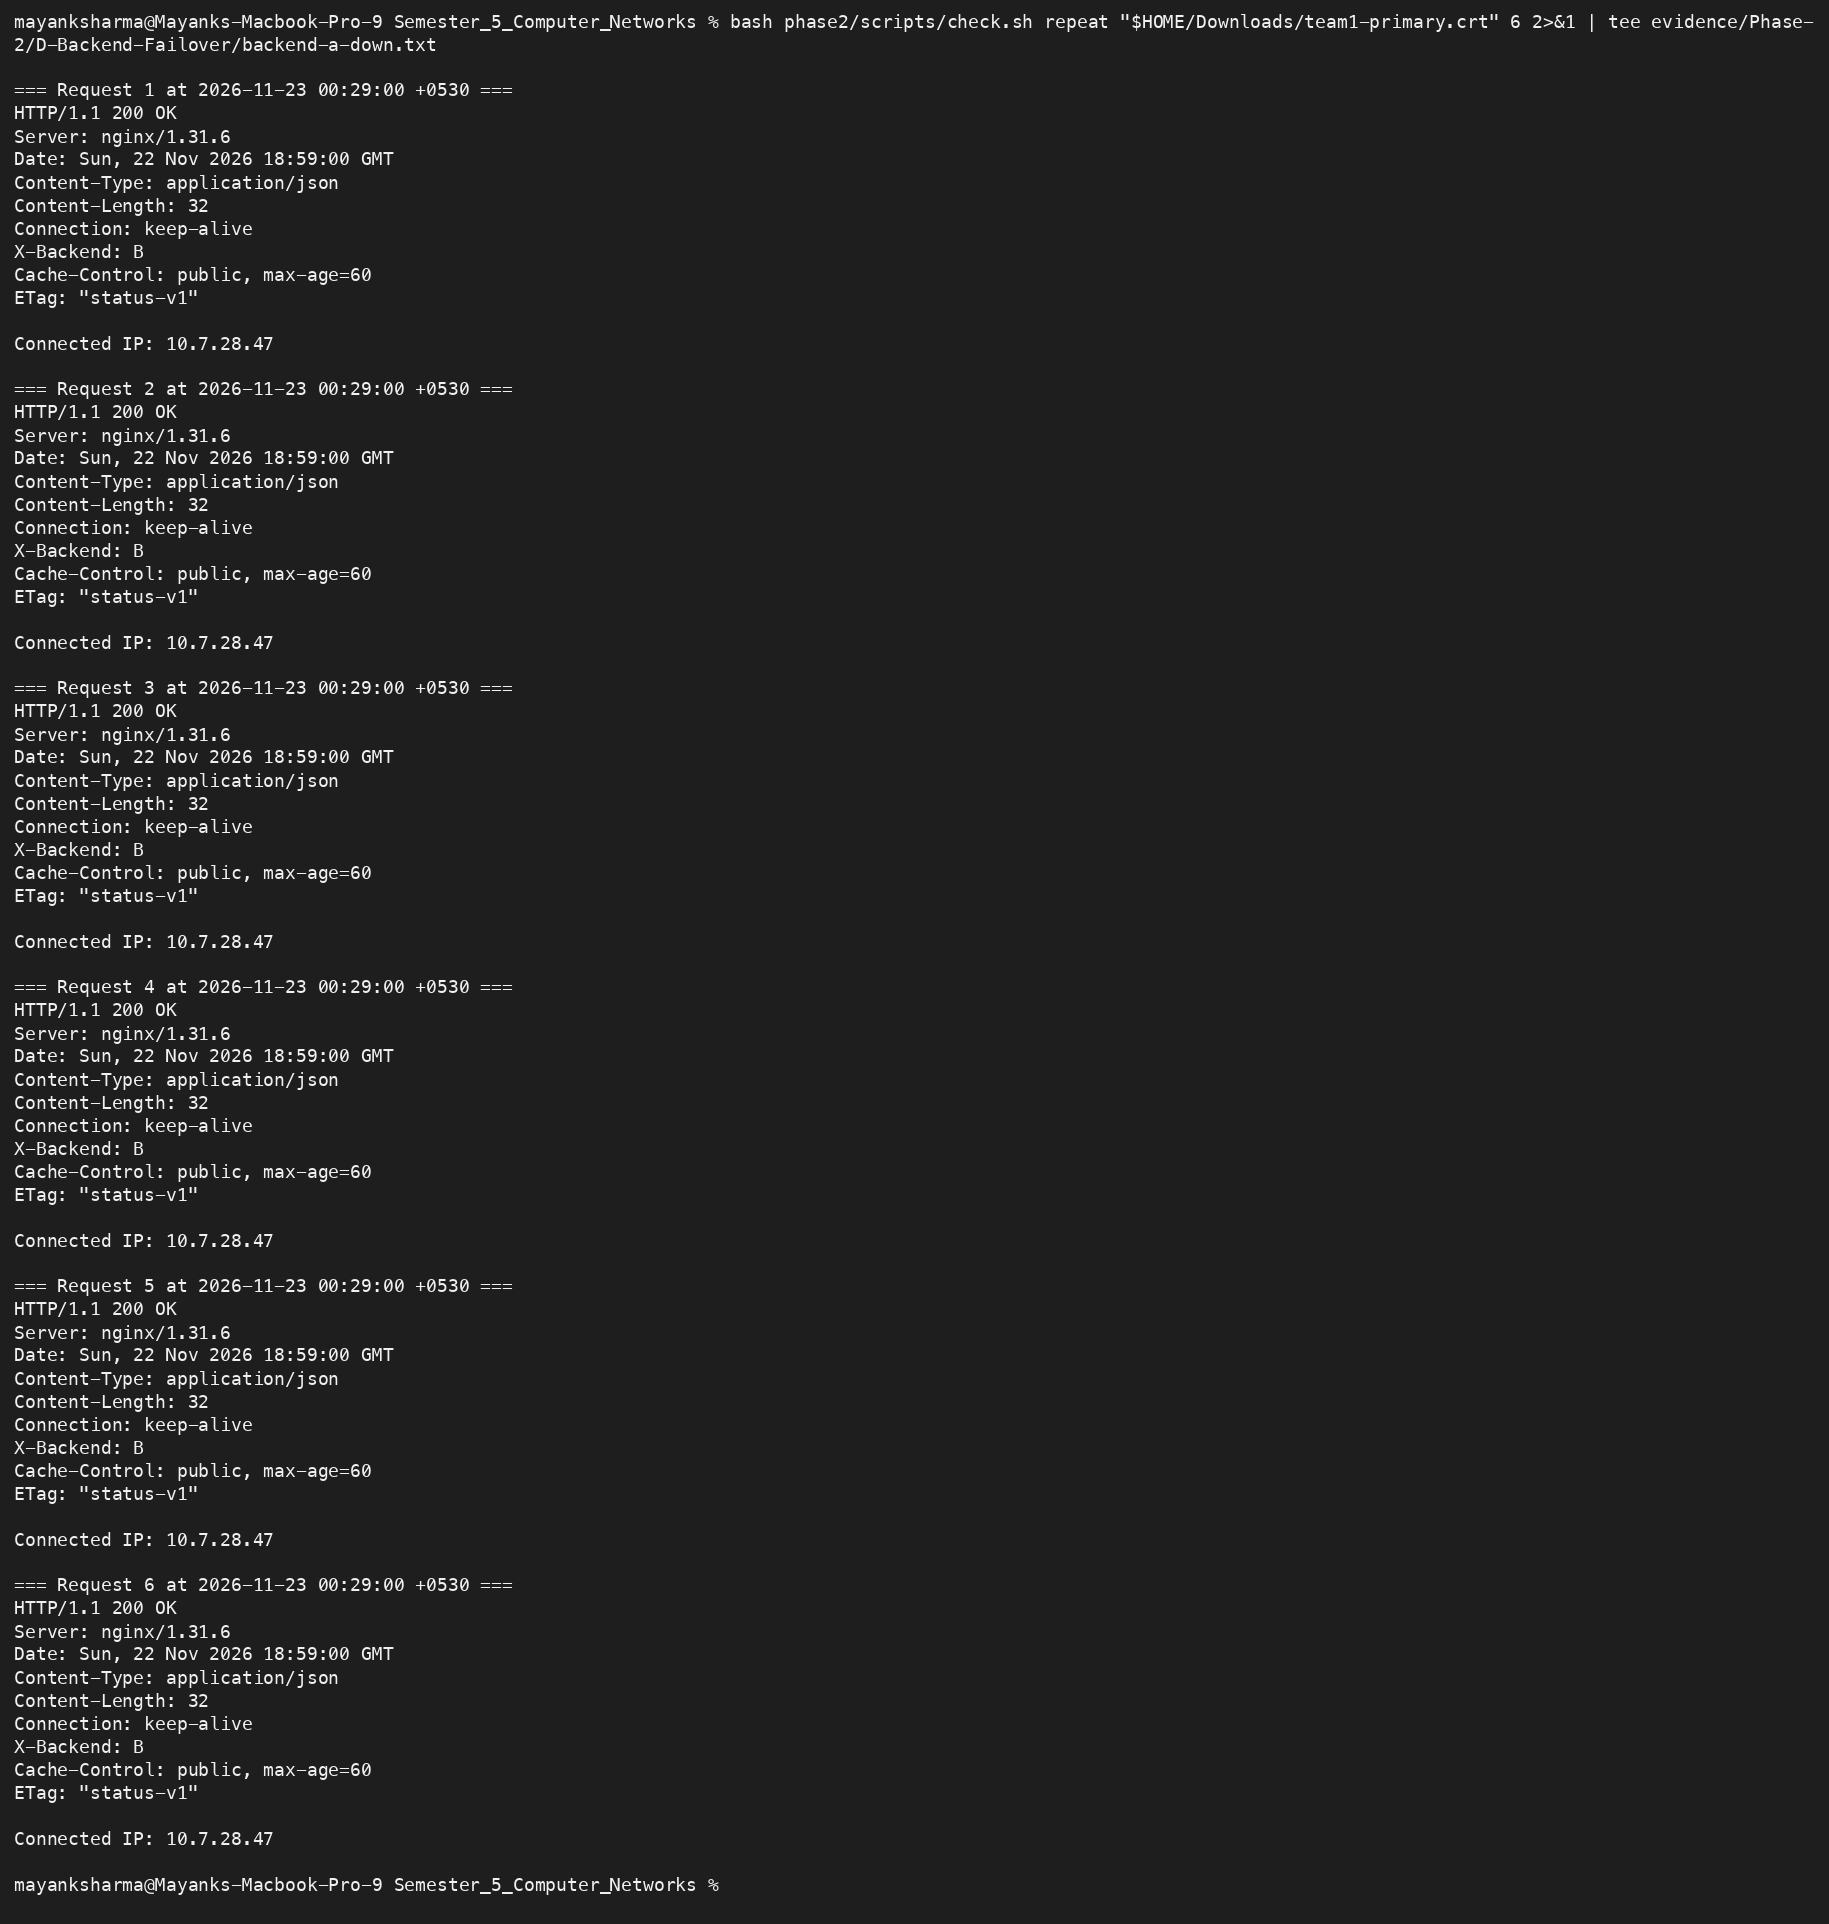 mayanksharma@Mayanks-Macbook-Pro-9 Semester_5_Computer_Networks % bash phase2/scripts/check.sh repeat "$HOME/Downloads/team1-primary.crt" 6 2>&1 | tee evidence/Phase-
2/D-Backend-Failover/backend-a-down.txt

=== Request 1 at 2026-11-23 00:29:00 +0530 ===
HTTP/1.1 200 OK
Server: nginx/1.31.6
Date: Sun, 22 Nov 2026 18:59:00 GMT
Content-Type: application/json
Content-Length: 32
Connection: keep-alive
X-Backend: B
Cache-Control: public, max-age=60
ETag: "status-v1"

Connected IP: 10.7.28.47

=== Request 2 at 2026-11-23 00:29:00 +0530 ===
HTTP/1.1 200 OK
Server: nginx/1.31.6
Date: Sun, 22 Nov 2026 18:59:00 GMT
Content-Type: application/json
Content-Length: 32
Connection: keep-alive
X-Backend: B
Cache-Control: public, max-age=60
ETag: "status-v1"

Connected IP: 10.7.28.47

=== Request 3 at 2026-11-23 00:29:00 +0530 ===
HTTP/1.1 200 OK
Server: nginx/1.31.6
Date: Sun, 22 Nov 2026 18:59:00 GMT
Content-Type: application/json
Content-Length: 32
Connection: keep-alive
X-Backend: B
Cache-Control: public, max-age=60
ETag: "status-v1"

Connected IP: 10.7.28.47

=== Request 4 at 2026-11-23 00:29:00 +0530 ===
HTTP/1.1 200 OK
Server: nginx/1.31.6
Date: Sun, 22 Nov 2026 18:59:00 GMT
Content-Type: application/json
Content-Length: 32
Connection: keep-alive
X-Backend: B
Cache-Control: public, max-age=60
ETag: "status-v1"

Connected IP: 10.7.28.47

=== Request 5 at 2026-11-23 00:29:00 +0530 ===
HTTP/1.1 200 OK
Server: nginx/1.31.6
Date: Sun, 22 Nov 2026 18:59:00 GMT
Content-Type: application/json
Content-Length: 32
Connection: keep-alive
X-Backend: B
Cache-Control: public, max-age=60
ETag: "status-v1"

Connected IP: 10.7.28.47

=== Request 6 at 2026-11-23 00:29:00 +0530 ===
HTTP/1.1 200 OK
Server: nginx/1.31.6
Date: Sun, 22 Nov 2026 18:59:00 GMT
Content-Type: application/json
Content-Length: 32
Connection: keep-alive
X-Backend: B
Cache-Control: public, max-age=60
ETag: "status-v1"

Connected IP: 10.7.28.47

mayanksharma@Mayanks-Macbook-Pro-9 Semester_5_Computer_Networks %